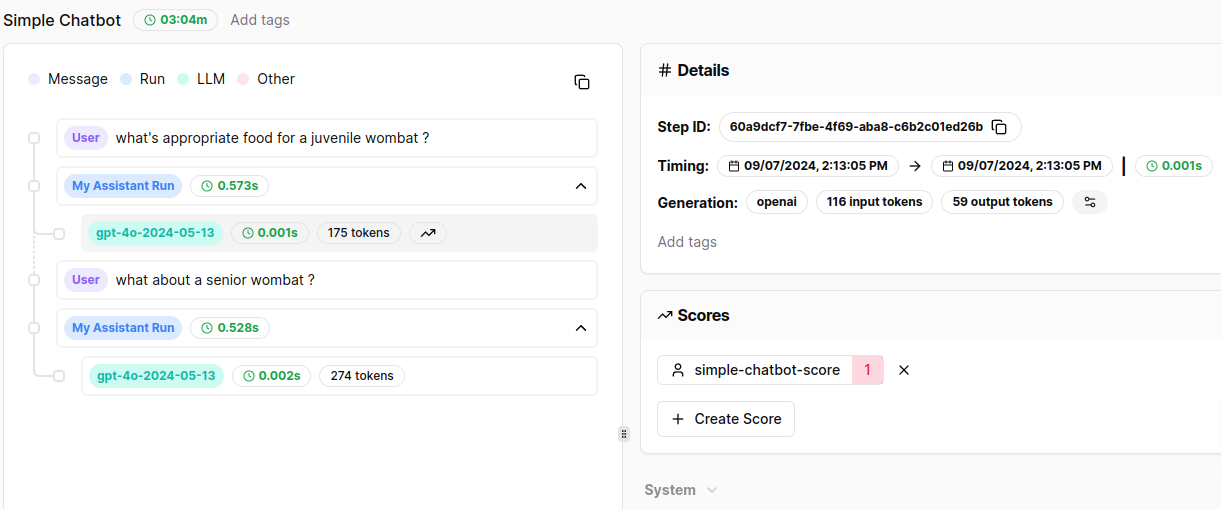 Simple Chatbot 03:04m Add tags
Message Run LLM Other
User what's appropriate food for a juvenile wombat ?
My Assistant Run 0.573s
gpt-4o-2024-05-13 0.001s 175 tokens
User what about a senior wombat ?
My Assistant Run 0.528s
gpt-4o-2024-05-13 0.002s 274 tokens
# Details
Step ID: 60a9dcf7-7fbe-4f69-aba8-c6b2c01ed26b
Timing: 09/07/2024, 2:13:05 PM → 09/07/2024, 2:13:05 PM | 0.001s
Generation: openai 116 input tokens 59 output tokens
Add tags
Scores
simple-chatbot-score 1
+ Create Score
System